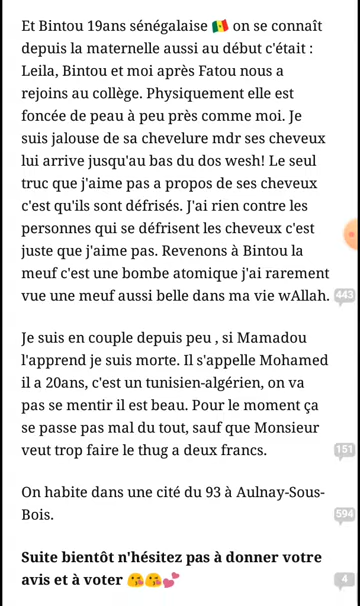 Et Bintou 19ans sénégalaise 🇸🇳 on se connaît
depuis la maternelle aussi au début c'était :
Leila, Bintou et moi après Fatou nous a
rejoins au collège. Physiquement elle est
foncée de peau à peu près comme moi. Je
suis jalouse de sa chevelure mdr ses cheveux
lui arrive jusqu'au bas du dos wesh! Le seul
truc que j'aime pas a propos de ses cheveux
c'est qu'ils sont défrisés. J'ai rien contre les
personnes qui se défrisent les cheveux c'est
juste que j'aime pas. Revenons à Bintou la
meuf c'est une bombe atomique j'ai rarement
vue une meuf aussi belle dans ma vie wAllah. 443
Je suis en couple depuis peu , si Mamadou
l'apprend je suis morte. Il s'appelle Mohamed
il a 20ans, c'est un tunisien-algérien, on va
pas se mentir il est beau. Pour le moment ça
se passe pas mal du tout, sauf que Monsieur
veut trop faire le thug a deux francs. 151
On habite dans une cité du 93 à Aulnay-Sous-
Bois. 594
Suite bientôt n'hésitez pas à donner votre
avis et à voter 😘😘💕 4